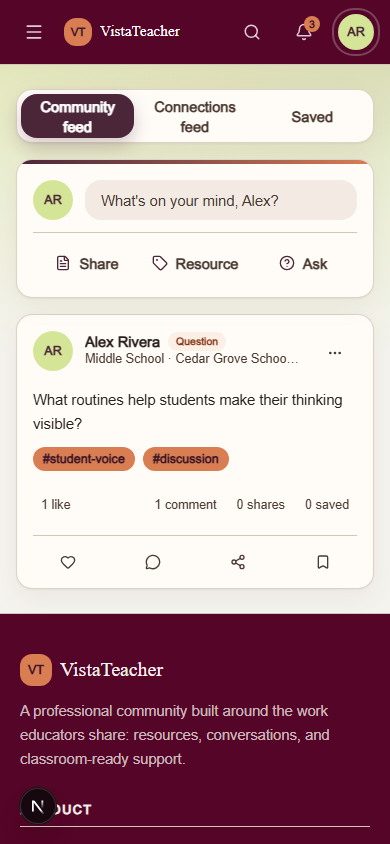 VT VistaTeacher 3 AR
Community feed
Connections feed
Saved
AR What's on your mind, Alex?
Share Resource Ask
AR Alex Rivera Question
Middle School · Cedar Grove Schoo...
What routines help students make their thinking
visible?
#student-voice #discussion
1 like 1 comment 0 shares 0 saved
VT VistaTeacher
A professional community built around the work
educators share: resources, conversations, and
classroom-ready support.
N DUCT